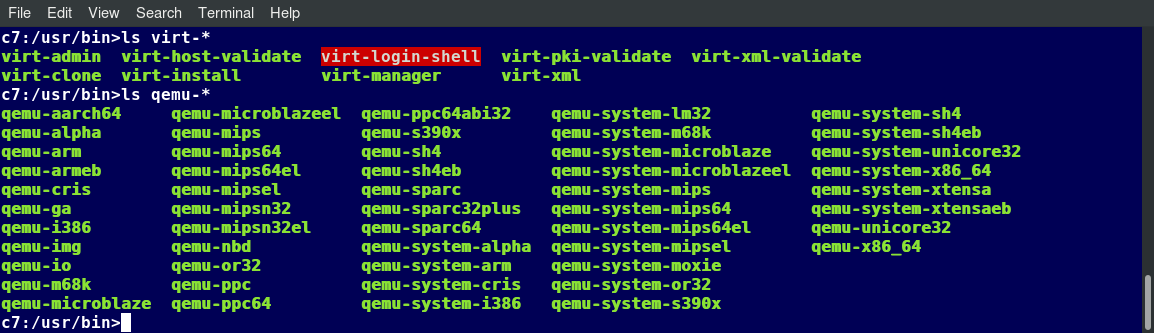 File Edit View Search Terminal Help
c7:/usr/bin>ls virt-*
virt-admin virt-host-validate virt-login-shell virt-pki-validate virt-xml-validate
virt-clone virt-install virt-manager virt-xml
c7:/usr/bin>ls qemu-*
qemu-aarch64 qemu-microblazeel qemu-ppc64abi32 qemu-system-lm32 qemu-system-sh4
qemu-alpha qemu-mips qemu-s390x qemu-system-m68k qemu-system-sh4eb
qemu-arm qemu-mips64 qemu-sh4 qemu-system-microblaze qemu-system-unicore32
qemu-armeb qemu-mips64el qemu-sh4eb qemu-system-microblazeel qemu-system-x86_64
qemu-cris qemu-mipsel qemu-sparc qemu-system-mips qemu-system-xtensa
qemu-ga qemu-mipsn32 qemu-sparc32plus qemu-system-mips64 qemu-system-xtensaeb
qemu-i386 qemu-mipsn32el qemu-sparc64 qemu-system-mips64el qemu-unicore32
qemu-img qemu-nbd qemu-system-alpha qemu-system-mipsel qemu-x86_64
qemu-io qemu-or32 qemu-system-arm qemu-system-moxie
qemu-m68k qemu-ppc qemu-system-cris qemu-system-or32
qemu-microblaze qemu-ppc64 qemu-system-i386 qemu-system-s390x
c7:/usr/bin>